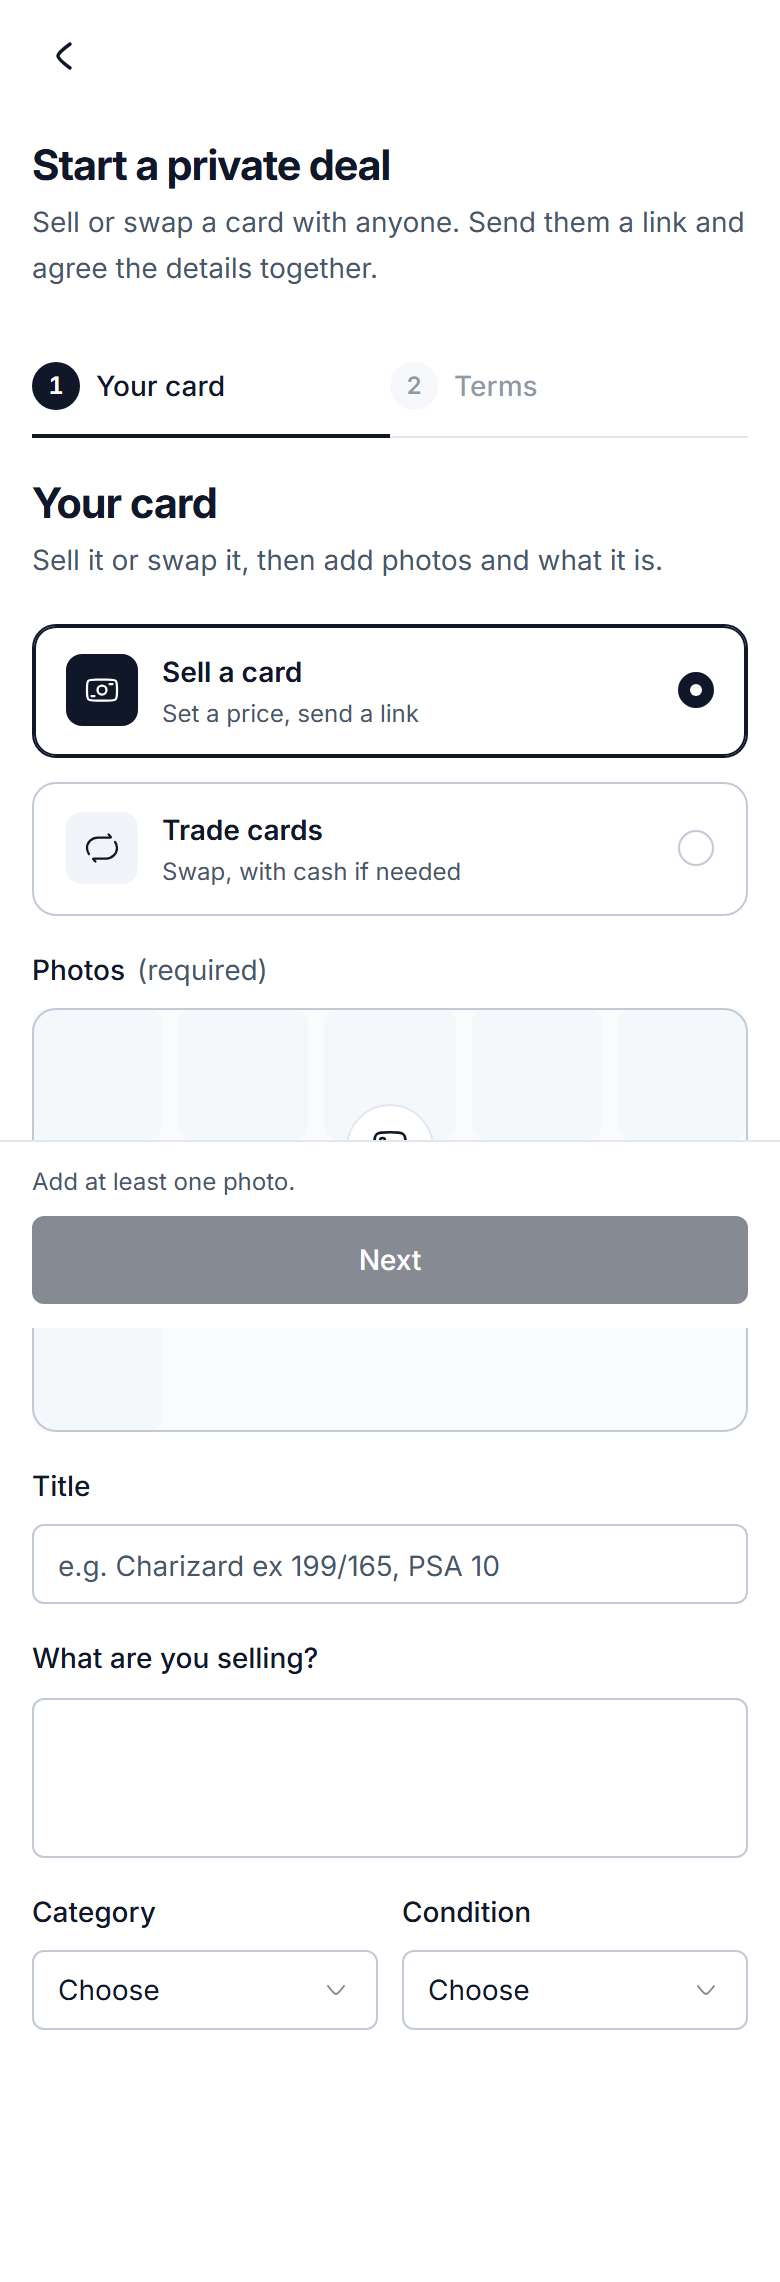 Start a private deal
Sell or swap a card with anyone. Send them a link and
agree the details together.
1 Your card
2 Terms
Your card
Sell it or swap it, then add photos and what it is.
Sell a card
Set a price, send a link
Trade cards
Swap, with cash if needed
Photos (required)
Add at least one photo.
Next
Title
e.g. Charizard ex 199/165, PSA 10
What are you selling?
Category
Condition
Choose
Choose